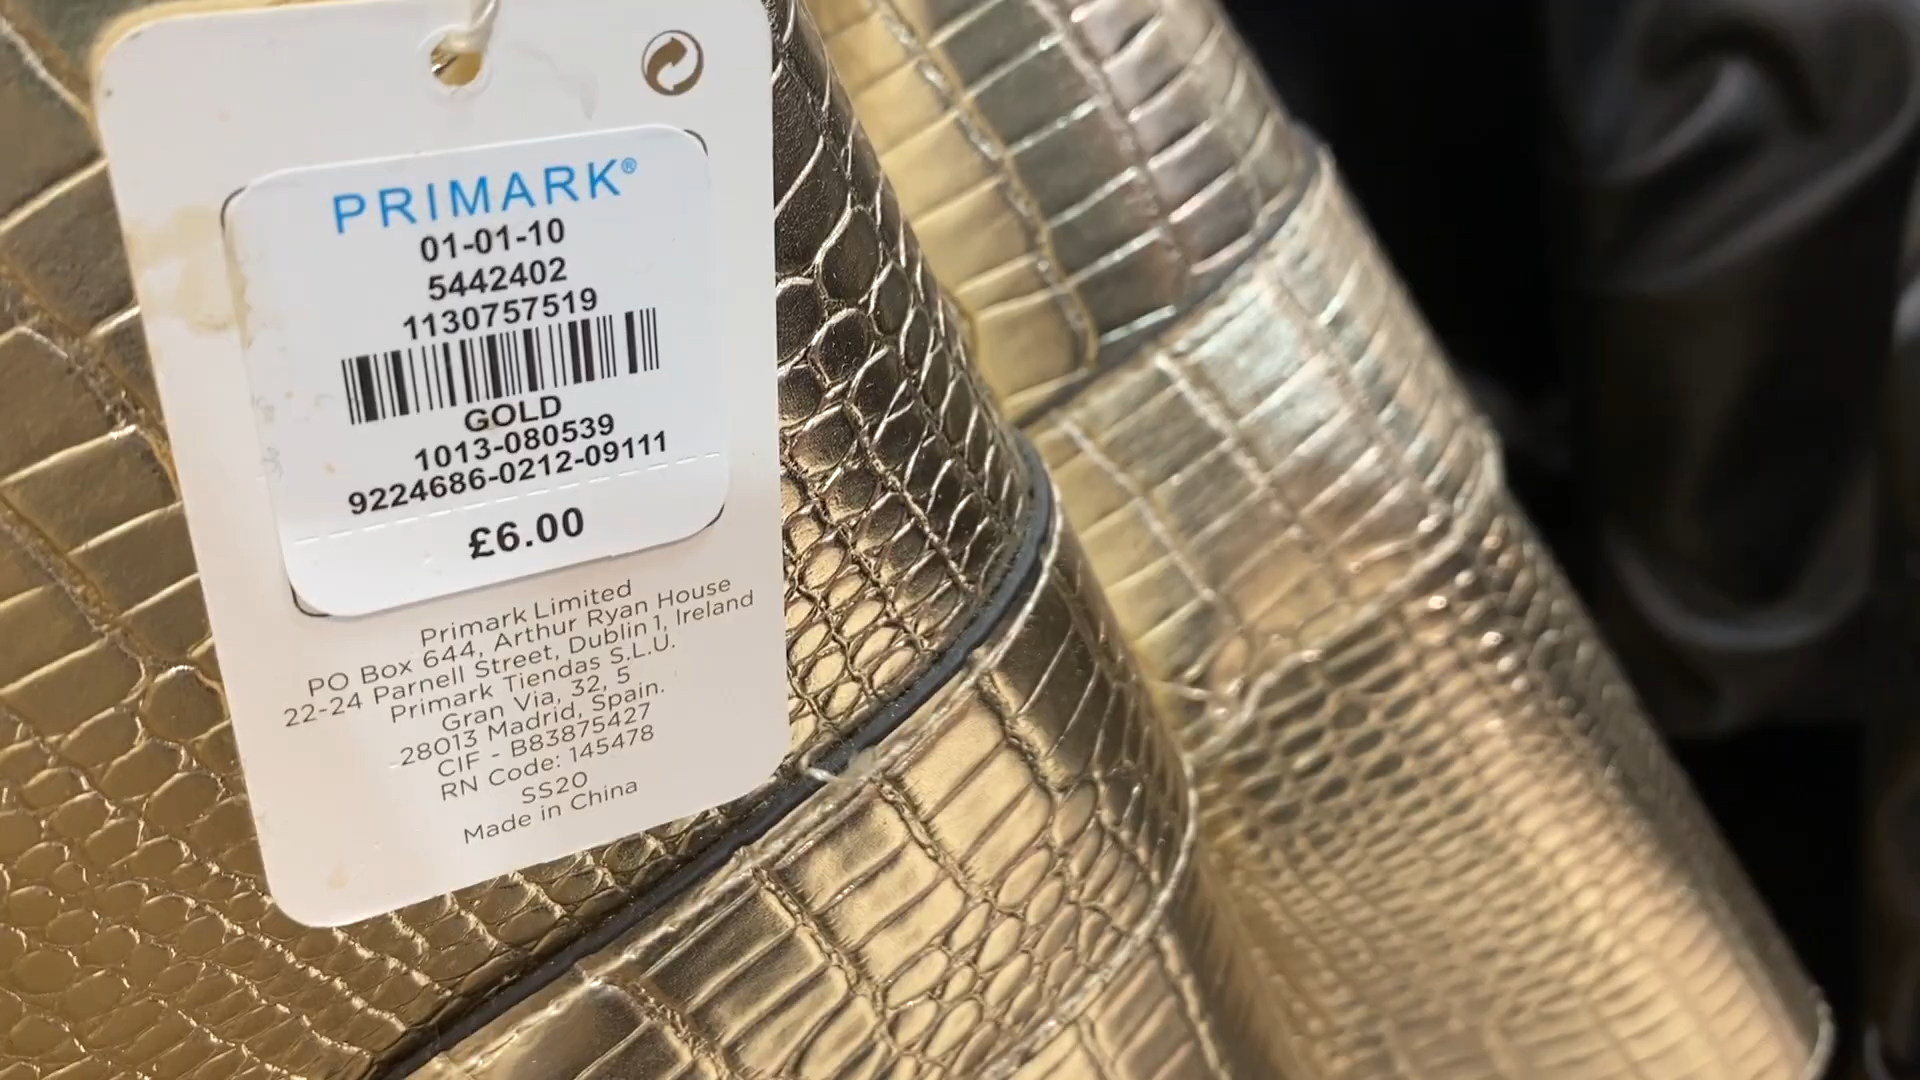 PRIMARK®
01-01-10
5442402
1130757519
GOLD
1013-080539
9224686-0212-09111
£6.00
Primark Limited
PO Box 644, Arthur Ryan House
22-24 Parnell Street, Dublin 1, Ireland
Primark Tiendas S.L.U.
Gran Via, 32, 5
28013 Madrid, Spain.
CIF - B83875427
RN Code: 145478
SS20
Made in China